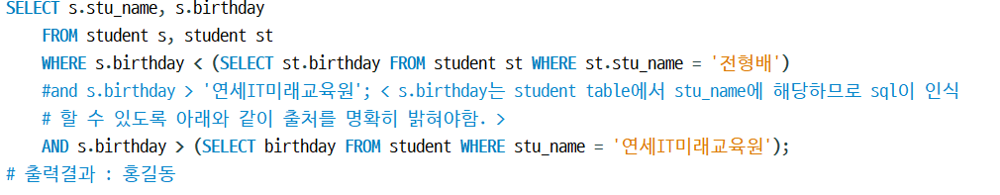 SELECT s.stu_name, s.birthday
FROM student s, student st
WHERE s.birthday < (SELECT st.birthday FROM student st WHERE st.stu_name = '전형배')
#and s.birthday > '연세IT미래교육원'; < s.birthday는 student table에서 stu_name에 해당하므로 sql이 인식
# 할 수 있도록 아래와 같이 출처를 명확히 밝혀야함. >
AND s.birthday > (SELECT birthday FROM student WHERE stu_name = '연세IT미래교육원');
# 출력결과 : 홍길동